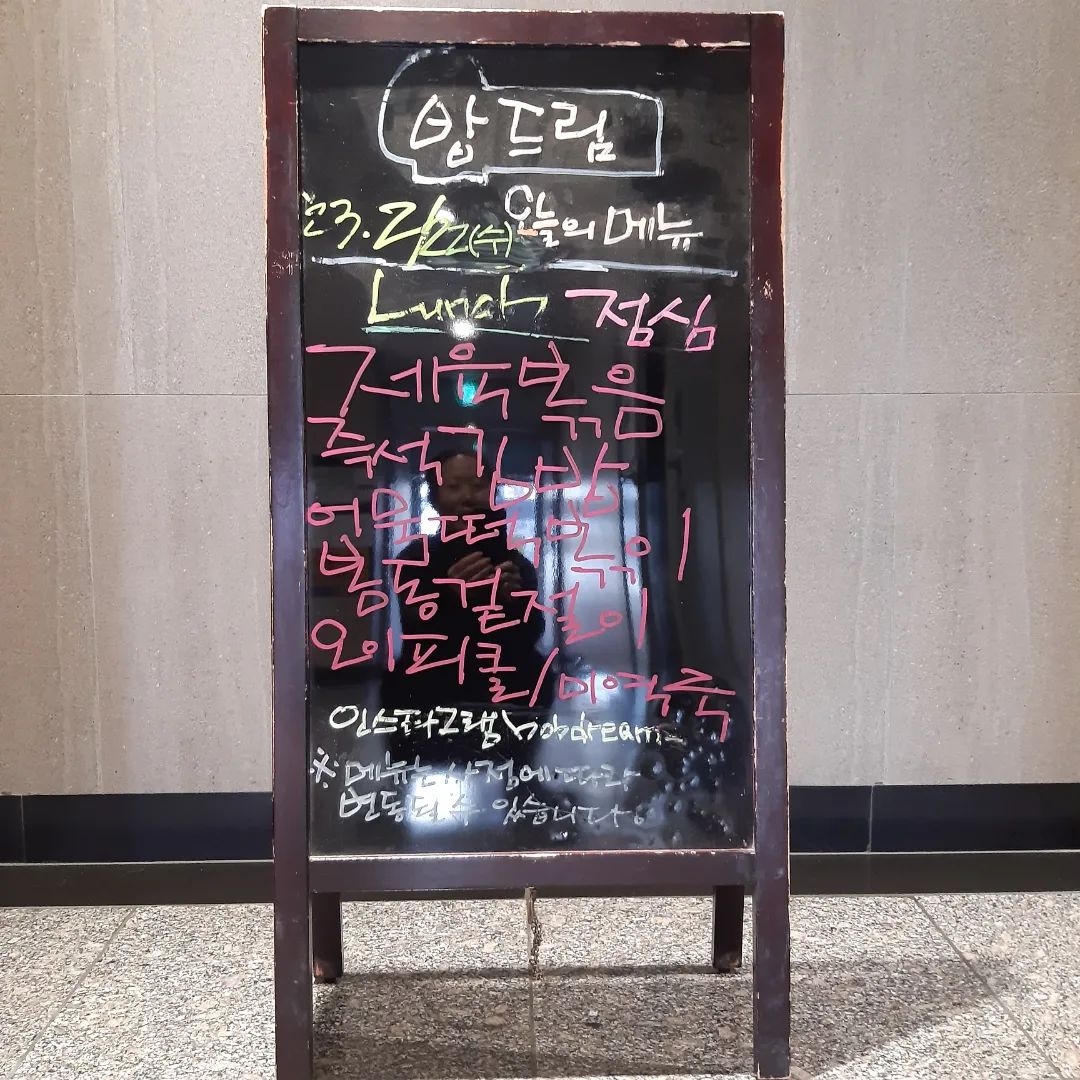 밥드림
23. 2/22(수) 오늘의 메뉴
Lunch 점심
제육볶음
즉석김밥
어묵떡볶이
봄동겉절이
오이피클/미역국
인스타그램 bobdream_
※ 메뉴는 사정에 따라
변동될 수 있습니다.